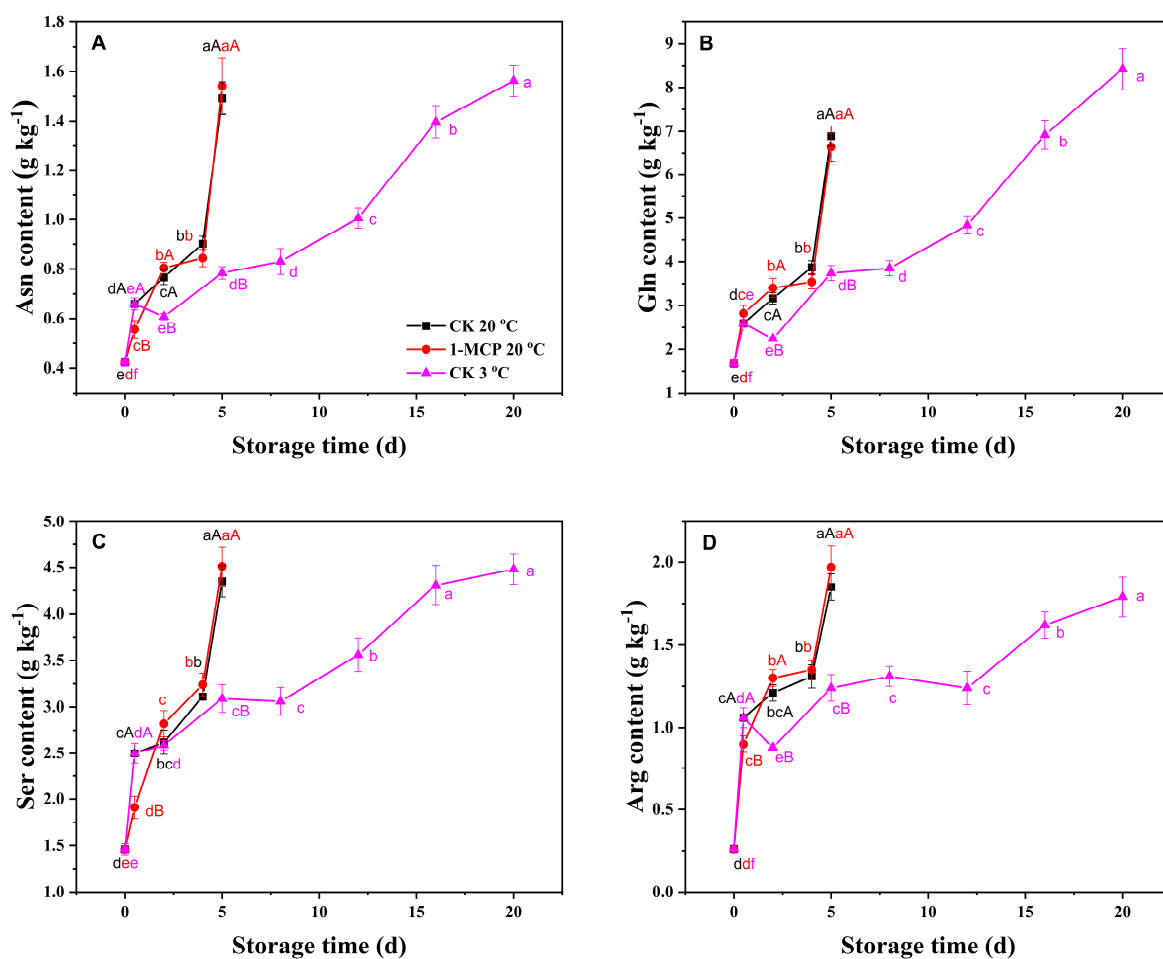 A
Asn content (g kg-1)
1.8
1.6
1.4
1.2
1.0
0.8
0.6
0.4
aAaA
a
b
bb
bA
c
cA
d
dB
dAeA
eB
cB
edf
CK 20 °C
1-MCP 20 °C
CK 3 °C
0 5 10 15 20
Storage time (d)
B
Gln content (g kg-1)
9
8
7
6
5
4
3
2
1
aAaA
a
b
bb
bA
c
cA
d
dB
dce
eB
edf
0 5 10 15 20
Storage time (d)
C
Ser content (g kg-1)
5.0
4.5
4.0
3.5
3.0
2.5
2.0
1.5
1.0
aAaA
a
a
bb
b
c
cB
c
cAdA
bcd
dB
dee
0 5 10 15 20
Storage time (d)
D
Arg content (g kg-1)
2.0
1.5
1.0
0.5
0.0
aAaA
a
b
bb
bA
c
c
cAdA
bcA
cB
cB
eB
ddf
0 5 10 15 20
Storage time (d)